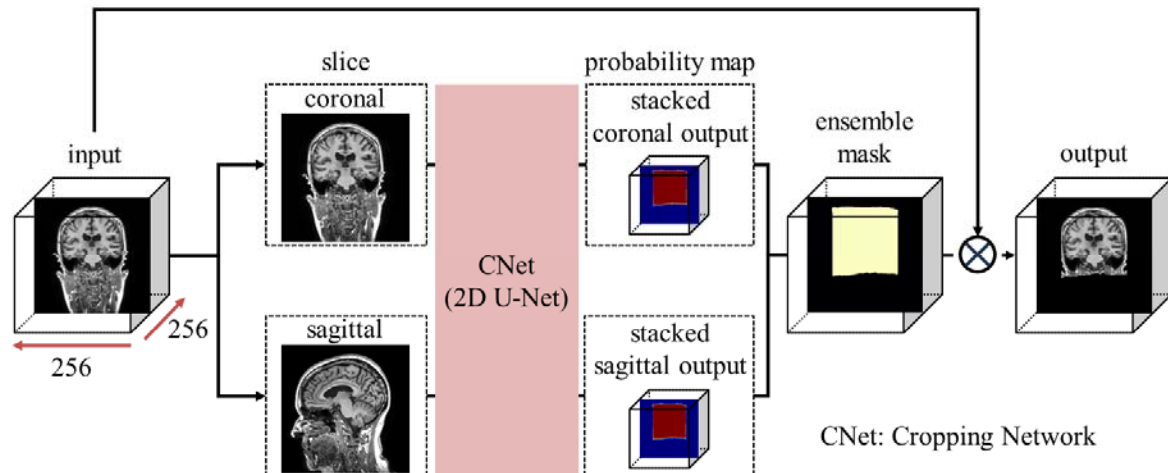 input
256
256
slice
coronal
sagittal
CNet
(2D U-Net)
probability map
stacked
coronal output
stacked
sagittal output
ensemble
mask
output
CNet: Cropping Network